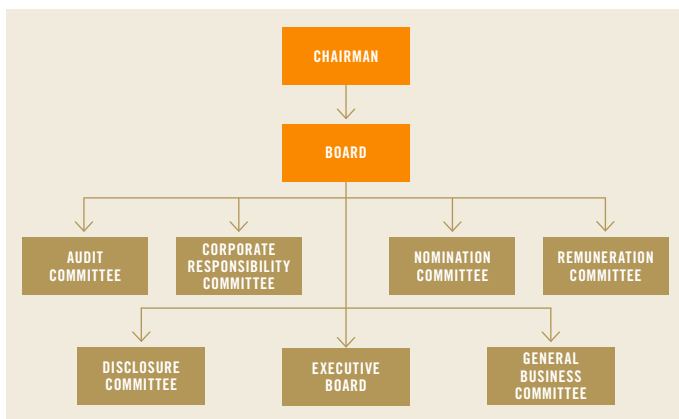 CHAIRMAN
BOARD
AUDIT
COMMITTEE
CORPORATE
RESPONSIBILITY
COMMITTEE
NOMINATION
COMMITTEE
REMUNERATION
COMMITTEE
DISCLOSURE
COMMITTEE
EXECUTIVE
BOARD
GENERAL
BUSINESS
COMMITTEE